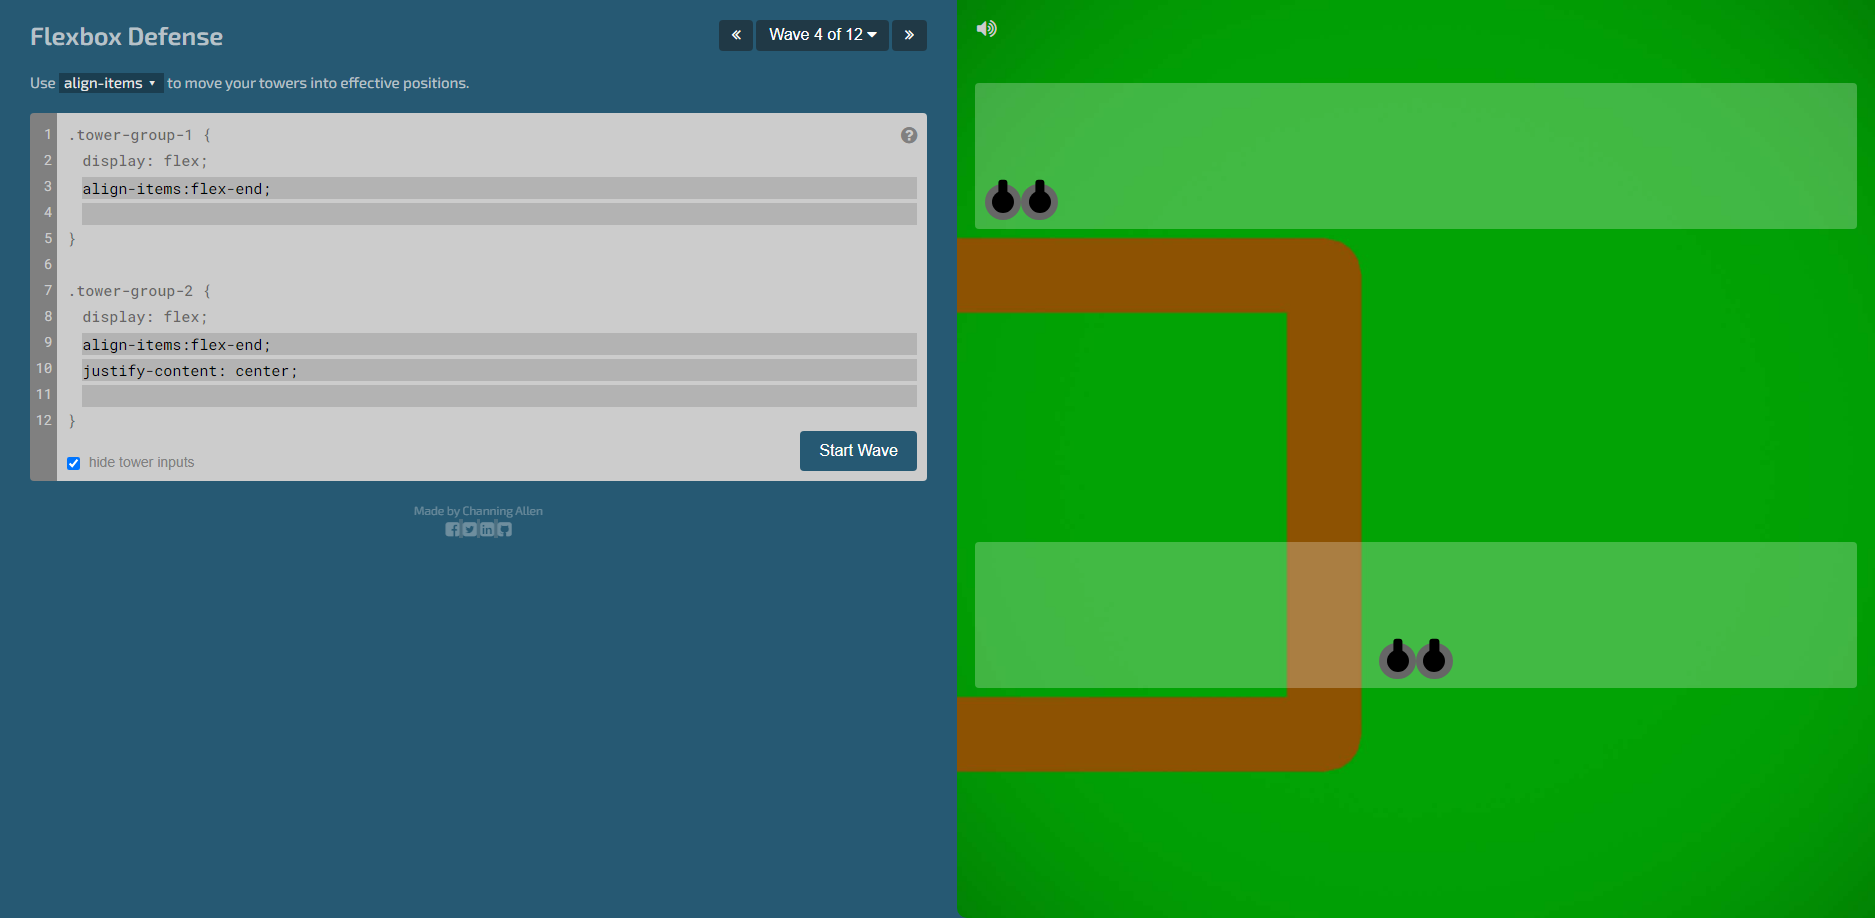 Flexbox Defense
« Wave 4 of 12 »
Use align-items to move your towers into effective positions.
1 .tower-group-1 {
2 display: flex;
3 align-items:flex-end;
4
5 }
6
7 .tower-group-2 {
8 display: flex;
9 align-items:flex-end;
10 justify-content: center;
11
12 }
hide tower inputs
Start Wave
Made by Channing Allen